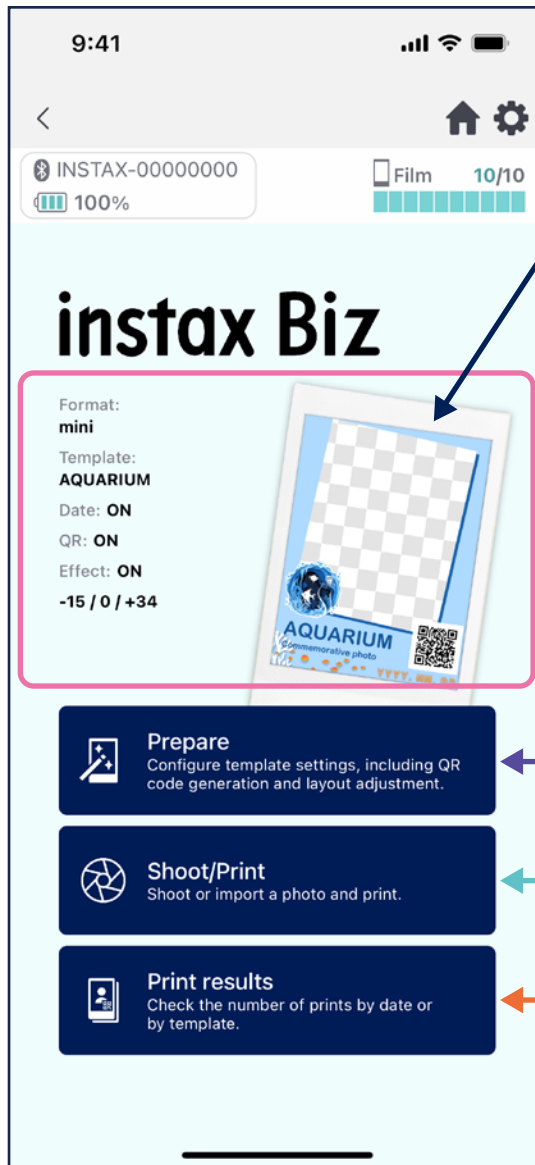 9:41
INSTAX-00000000
100%
Film 10/10
instax Biz
Format:
mini
Template:
AQUARIUM
Date: ON
QR: ON
Effect: ON
-15 / 0 / +34
AQUARIUM
Commemorative photo
YYYY. MM. DD
Prepare
Configure template settings, including QR
code generation and layout adjustment.
Shoot/Print
Shoot or import a photo and print.
Print results
Check the number of prints by date or
by template.